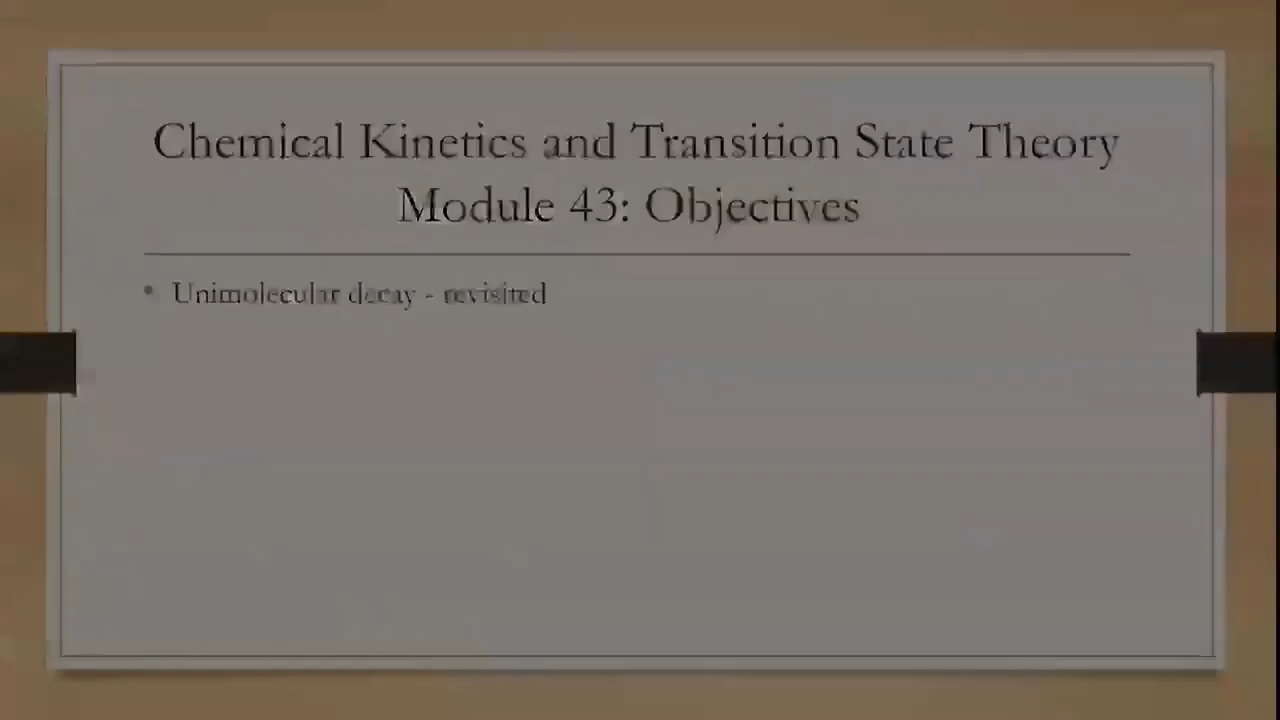 Chemical Kinetics and Transition State Theory
Module 43: Objectives
• Unimolecular decay - revisited